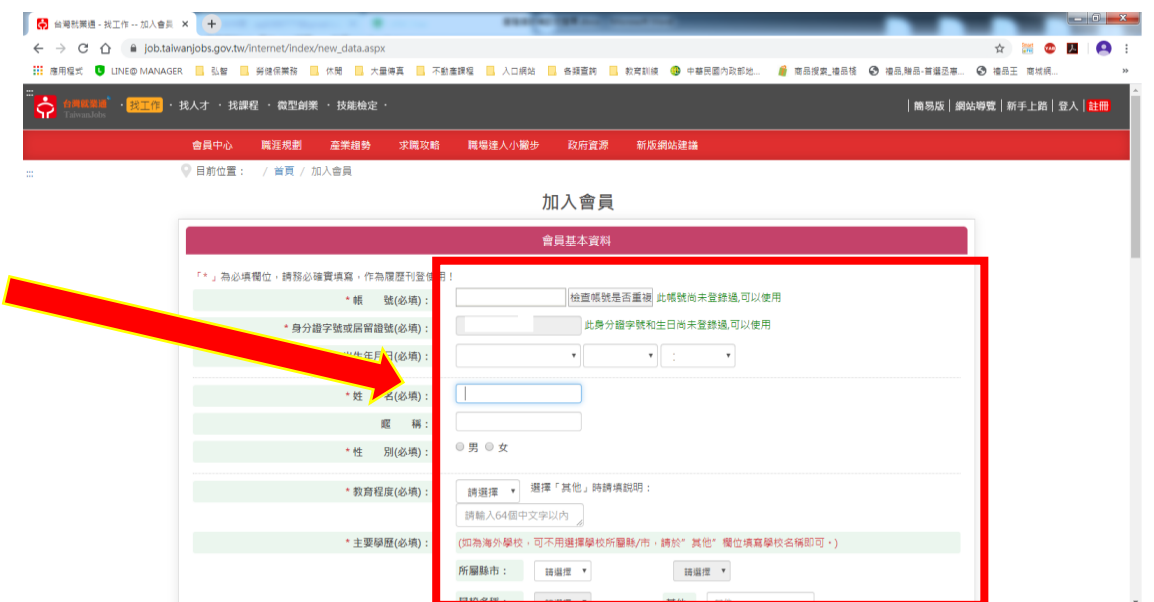 台灣就業通 - 找工作 -- 加入會員
job.taiwanjobs.gov.tw/internet/index/new_data.aspx
應用程式 LINE@ MANAGER 弘智 勞健保業務 休閒 大量傳真 不動產課程 入口網站 各類查詢 教育訓練 中華民國內政部地... 商品搜索_禮品格 禮品,贈品-首選丞專... 禮品王 商城網... »
台灣就業通 TaiwanJobs ・找工作・找人才 ・找課程 ・微型創業 ・技能檢定・ | 簡易版 | 網站導覽 | 新手上路 | 登入 | 註冊
會員中心 職涯規劃 產業趨勢 求職攻略 職場達人小撇步 政府資源 新版網站建議
:::
目前位置： / 首頁 / 加入會員
加入會員
會員基本資料
「*」為必填欄位，請務必確實填寫，作為履歷刊登使用！
* 帳 號(必填)： 檢查帳號是否重複 此帳號尚未登錄過,可以使用
* 身分證字號或居留證號(必填)： 此身分證字號和生日尚未登錄過,可以使用
(必填)：
* 姓 名(必填)：
暱 稱：
* 性 別(必填)： 男 女
* 教育程度(必填)： 請選擇 選擇「其他」時請填說明：
請輸入64個中文字以內
* 主要學歷(必填)： (如為海外學校，可不用選擇學校所屬縣/市，請於”其他”欄位填寫學校名稱即可。)
所屬縣市： 請選擇 請選擇